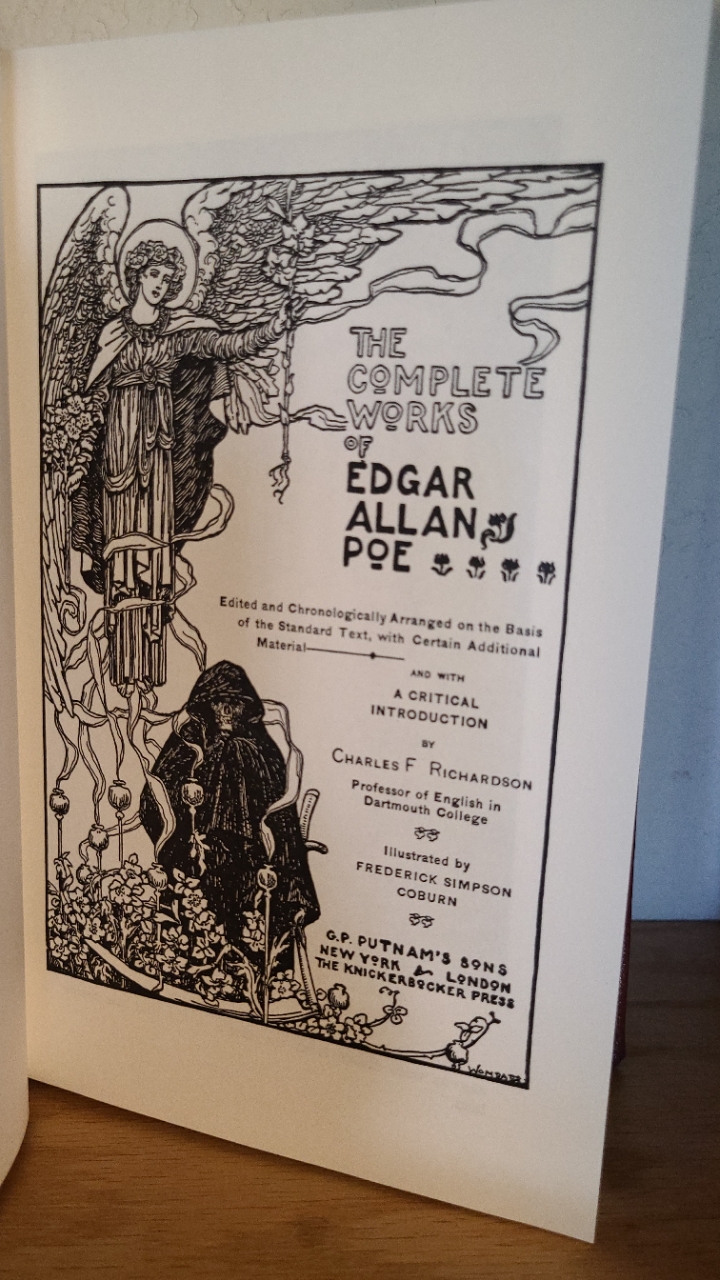 THE
COMPLETE
WORKS
OF
EDGAR
ALLAN
POE
Edited and Chronologically Arranged on the Basis
of the Standard Text, with Certain Additional
Material
AND WITH
A CRITICAL
INTRODUCTION
BY
CHARLES F RICHARDSON
Professor of English in
Dartmouth College
Illustrated by
FREDERICK SIMPSON
COBURN
G.P. PUTNAM'S SONS
NEW YORK & LONDON
THE KNICKERBOCKER PRESS